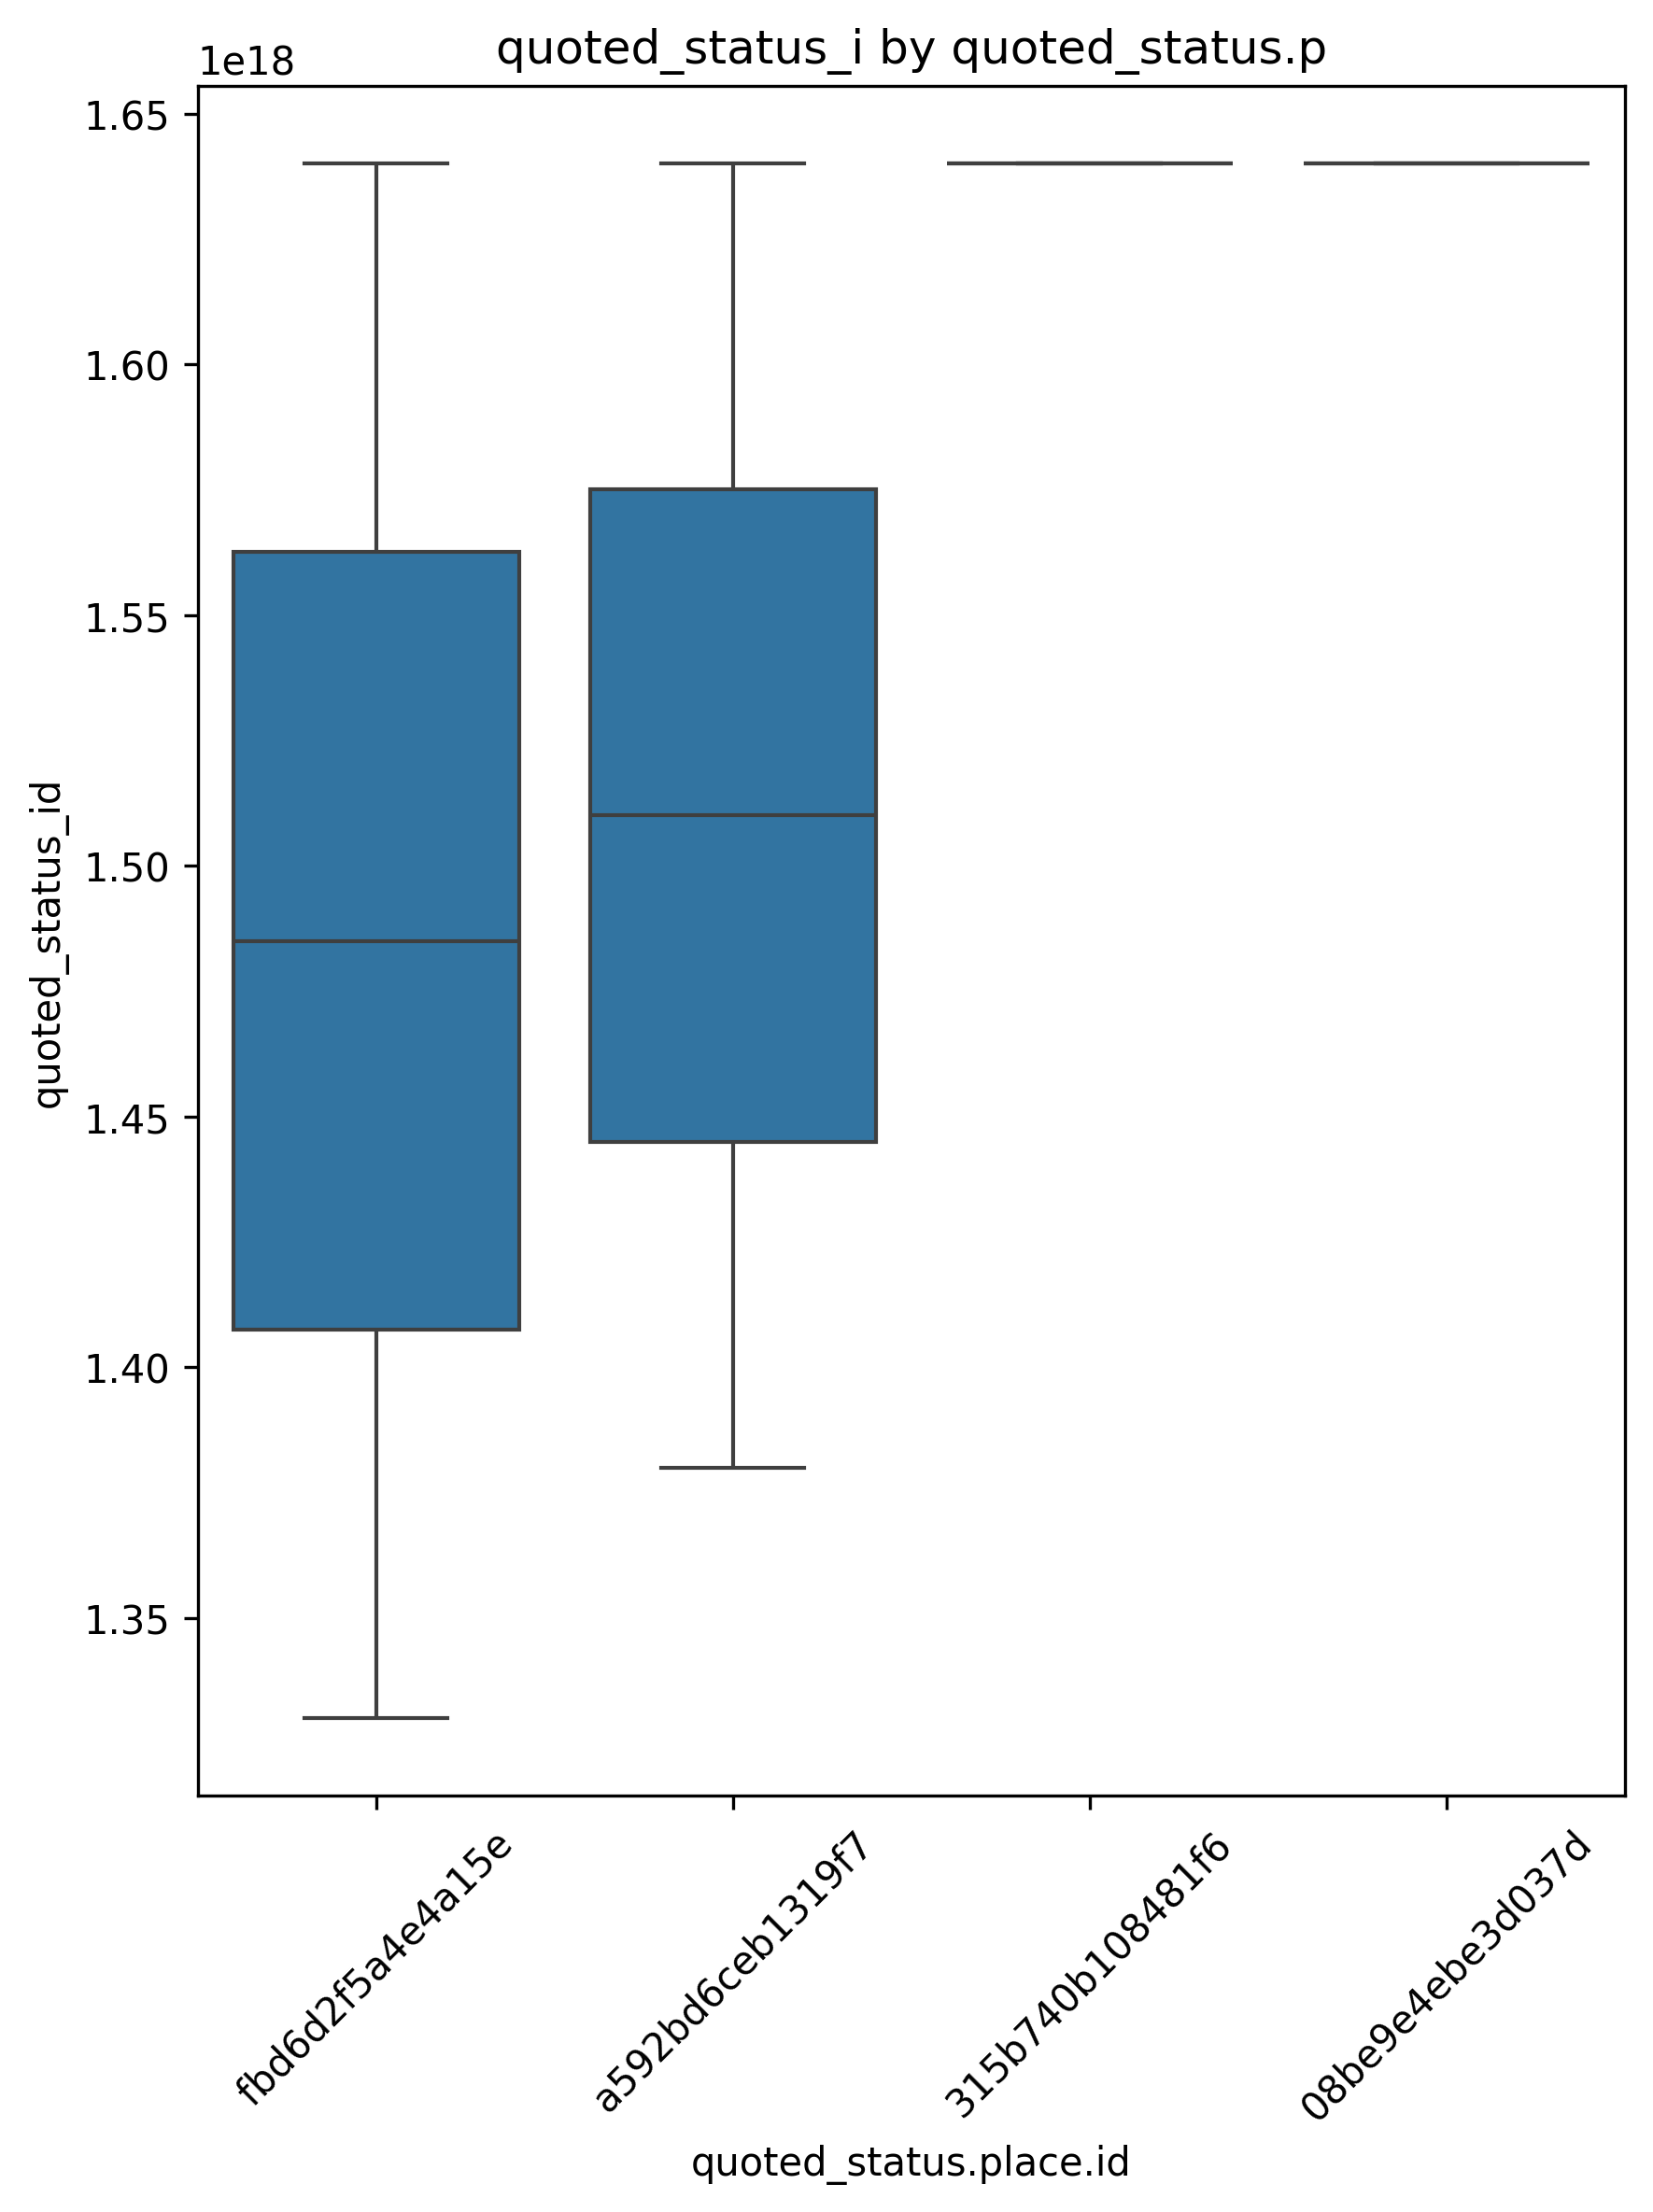 quoted_status_i by quoted_status.p
1e18
1.65
1.60
1.55
1.50
1.45
1.40
1.35
quoted_status_id
fbd6d2f5a4e4a15e
a592bd6ceb1319f7
315b740b108481f6
08be9e4ebe3d037d
quoted_status.place.id